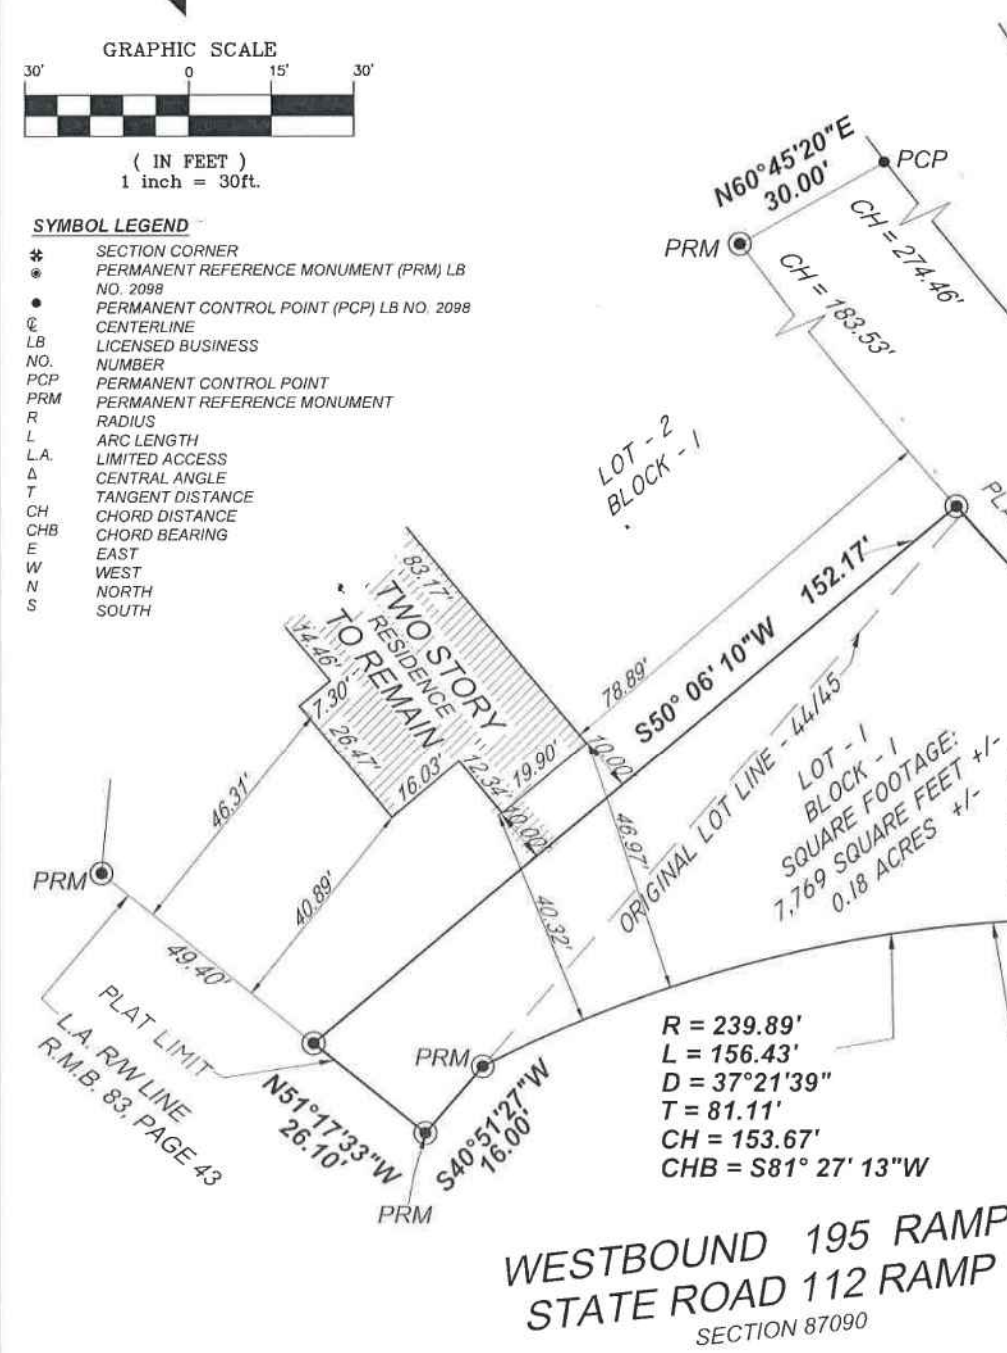 GRAPHIC SCALE
30' 0 15' 30'
( IN FEET )
1 inch = 30ft.
SYMBOL LEGEND
SECTION CORNER
PERMANENT REFERENCE MONUMENT (PRM) LB
NO. 2098
PERMANENT CONTROL POINT (PCP) LB NO. 2098
℄ CENTERLINE
LB LICENSED BUSINESS
NO. NUMBER
PCP PERMANENT CONTROL POINT
PRM PERMANENT REFERENCE MONUMENT
R RADIUS
L ARC LENGTH
L.A. LIMITED ACCESS
Δ CENTRAL ANGLE
T TANGENT DISTANCE
CH CHORD DISTANCE
CHB CHORD BEARING
E EAST
W WEST
N NORTH
S SOUTH
N60°45'20"E
30.00'
PCP
PRM
CH = 274.46'
CH = 183.53'
LOT - 2
BLOCK - 1
83.17'
TWO STORY
RESIDENCE
TO REMAIN
14.46'
7.30'
26.47'
16.03'
12.34'
19.90'
10.00'
10.00'
78.89'
S50° 06' 10"W 152.17'
ORIGINAL LOT LINE - 44/45
LOT - 1
BLOCK - 1
SQUARE FOOTAGE:
7,769 SQUARE FEET +/-
0.18 ACRES +/-
46.31'
40.89'
46.97'
40.32'
PRM
49.40'
PLAT LIMIT
L.A. R/W LINE
R.M.B. 83, PAGE 43
N51°17'33"W
26.10'
PRM
S40°51'27"W
16.00'
PRM
R = 239.89'
L = 156.43'
D = 37°21'39"
T = 81.11'
CH = 153.67'
CHB = S81° 27' 13"W
WESTBOUND 195 RAMP
STATE ROAD 112 RAMP
SECTION 87090